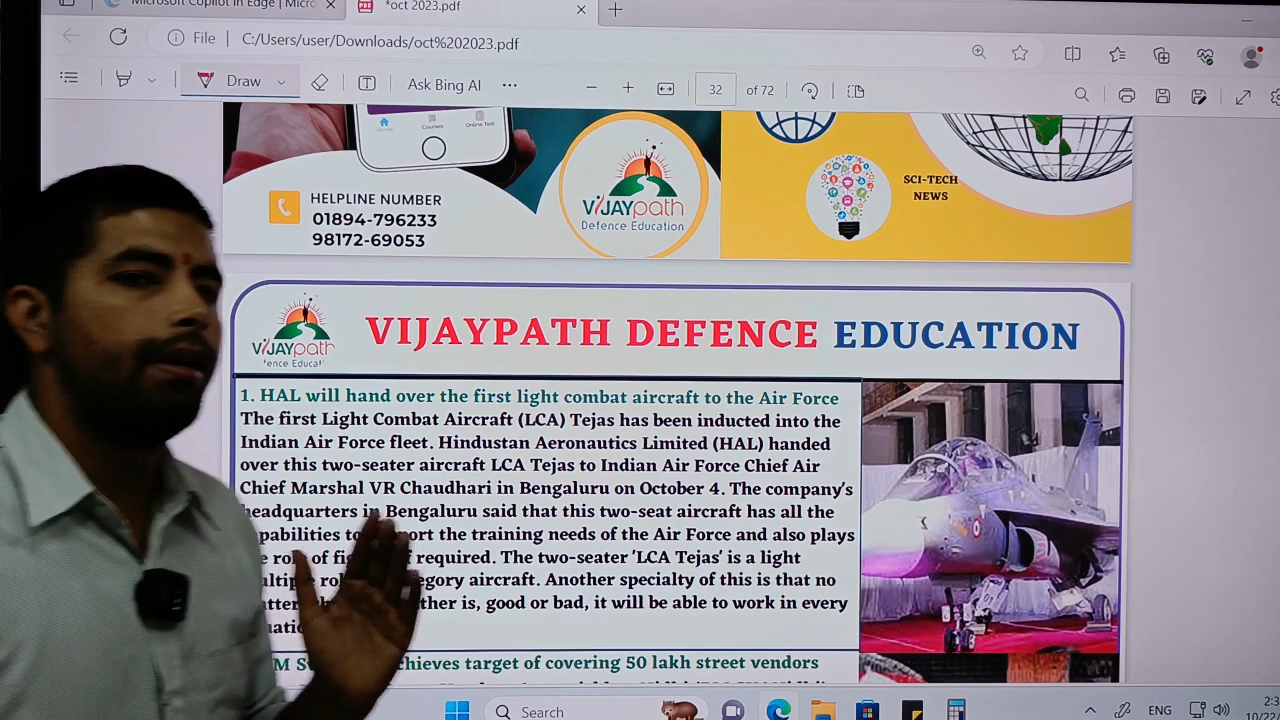 Microsoft Copilot in Edge | Micro
*oct 2023.pdf
File | C:/Users/user/Downloads/oct%202023.pdf
Draw
Ask Bing AI
32 of 72
Home
Courses
Online Test
HELPLINE NUMBER
01894-796233
98172-69053
VIJAYpath
Defence Education
SCI-TECH
NEWS
VIJAYpath
'ence Educat'
VIJAYPATH DEFENCE EDUCATION
1. HAL will hand over the first light combat aircraft to the Air Force
The first Light Combat Aircraft (LCA) Tejas has been inducted into the
Indian Air Force fleet. Hindustan Aeronautics Limited (HAL) handed
over this two-seater aircraft LCA Tejas to Indian Air Force Chief Air
Chief Marshal VR Chaudhari in Bengaluru on October 4. The company's
headquarters in Bengaluru said that this two-seat aircraft has all the
the training needs of the Air Force and also plays
of required. The two-seater 'LCA Tejas' is a light
aircraft. Another specialty of this is that no
is, good or bad, it will be able to work in every
achieves target of covering 50 lakh street vendors
Search
ENG